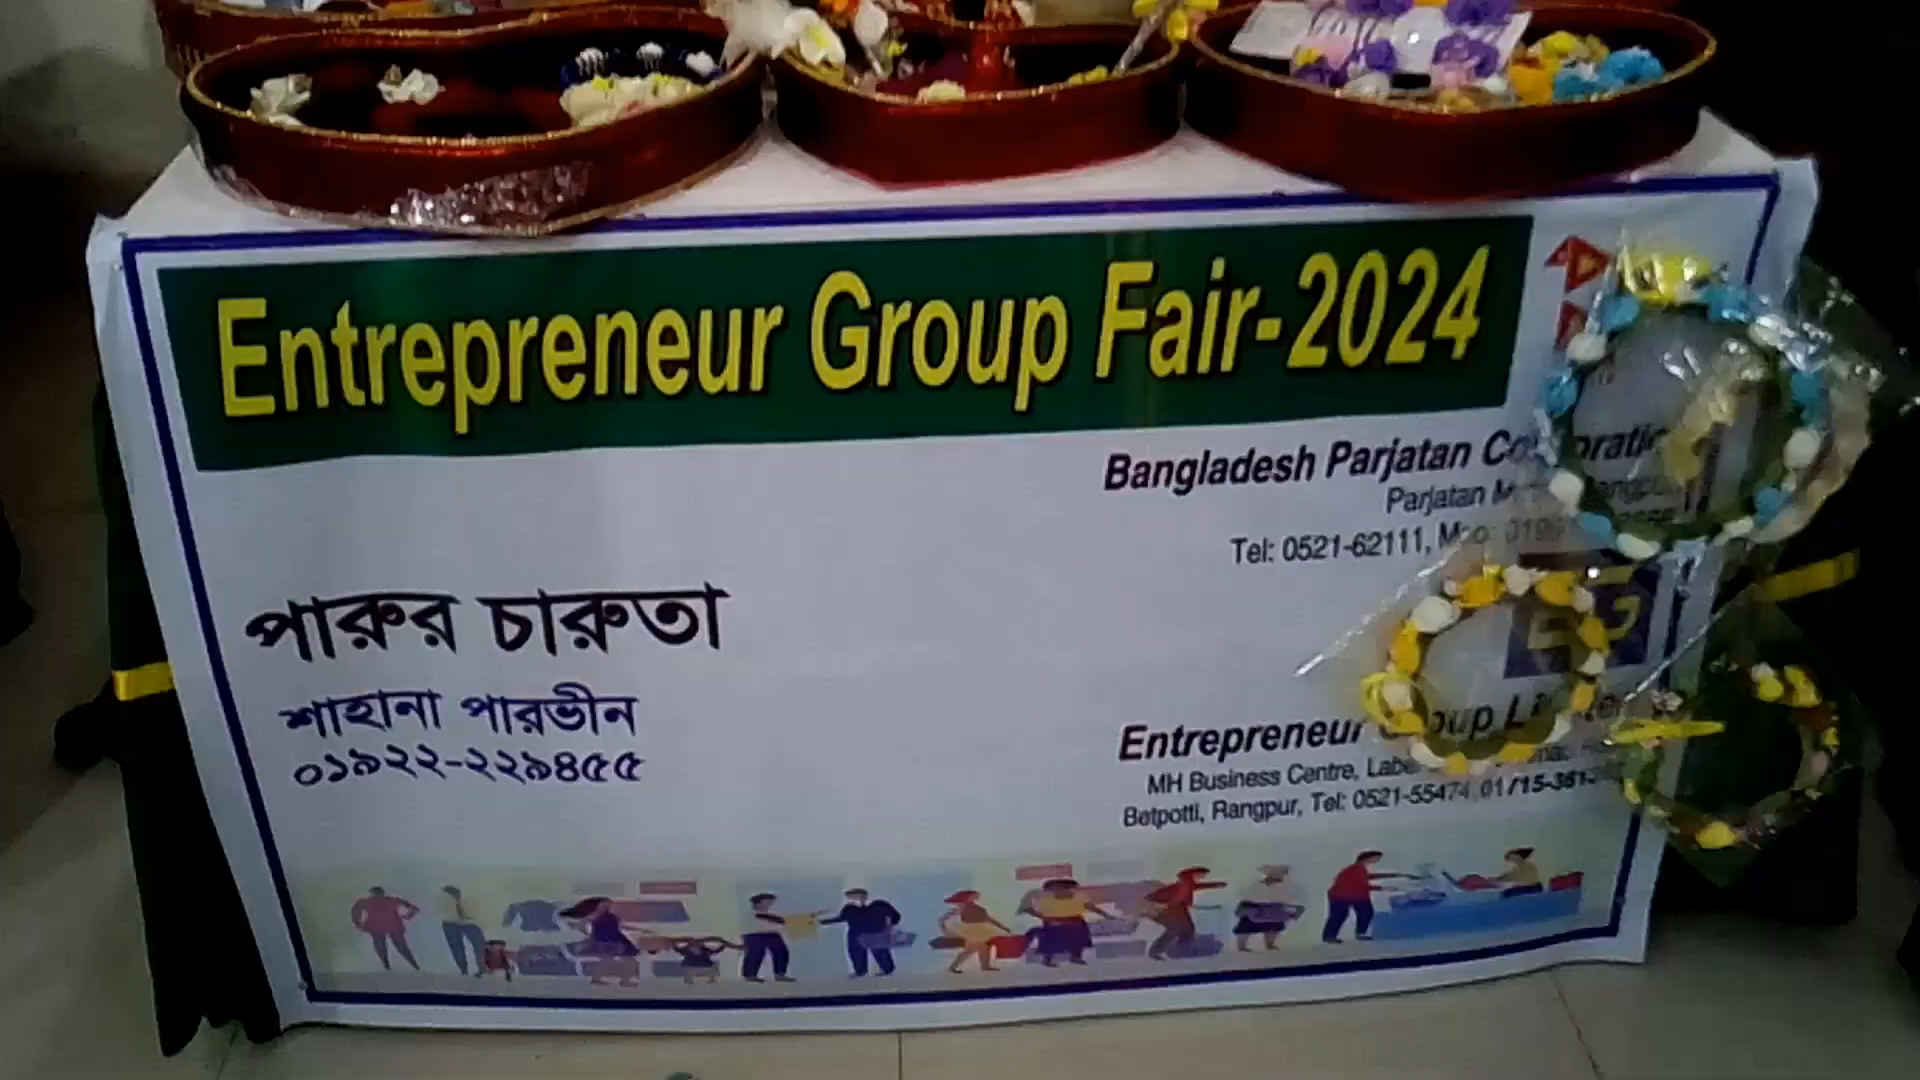 Entrepreneur Group Fair-2024
Bangladesh Parjatan
Parjatan
Tel: 0521-62111,
পারুর চারুতা
শাহানা পারভীন
০১৯২২-২২৯৪৫৫
Entrepreneur
MH Business Centre,
Betpotti, Rangpur, Tel: 0521-55474